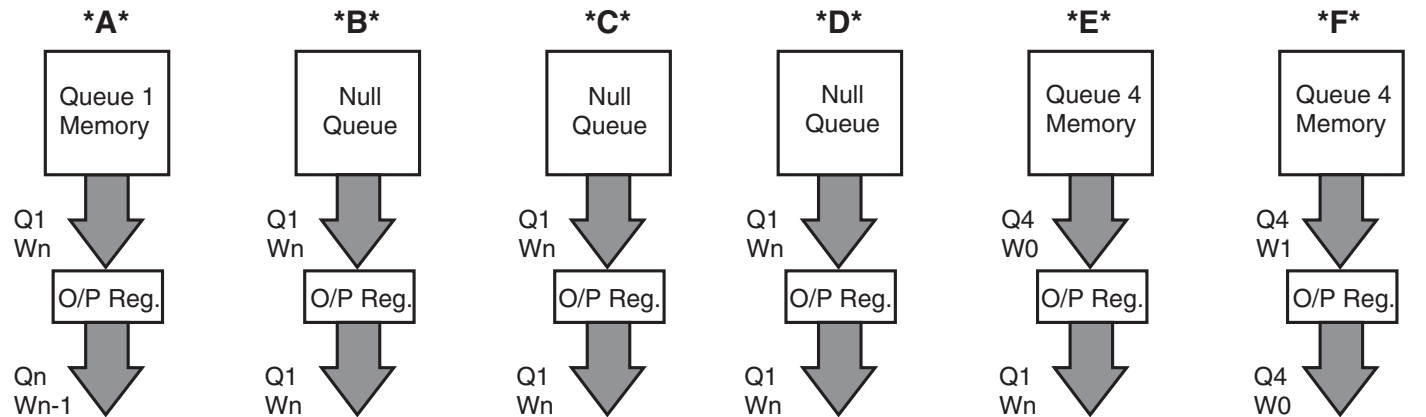 *A*
*B*
*C*
*D*
*E*
*F*
Queue 1
Memory
Null
Queue
Null
Queue
Null
Queue
Queue 4
Memory
Queue 4
Memory
Q1
Wn
Q1
Wn
Q1
Wn
Q1
Wn
Q4
W0
Q4
W1
O/P Reg.
O/P Reg.
O/P Reg.
O/P Reg.
O/P Reg.
O/P Reg.
Qn
Wn-1
Q1
Wn
Q1
Wn
Q1
Wn
Q1
Wn
Q4
W0